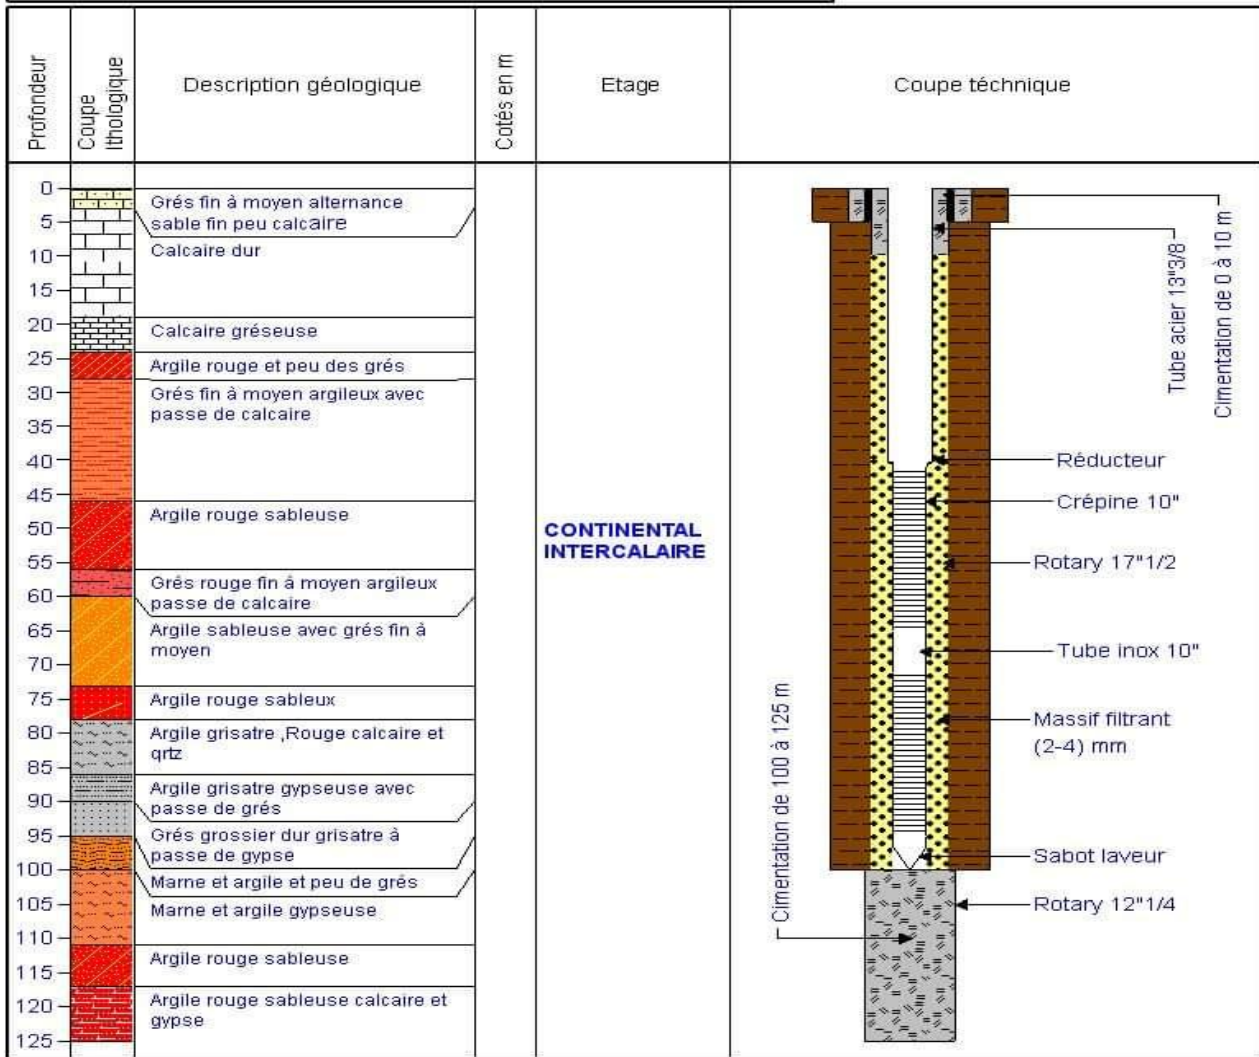 Profondeur
Coupe
lthologique
Description géologique
Cotés en m
Etage
Coupe téchnique
0
5
10
15
20
25
30
35
40
45
50
55
60
65
70
75
80
85
90
95
100
105
110
115
120
125
Grés fin à moyen alternance
sable fin peu calcaire
Calcaire dur
Calcaire gréseuse
Argile rouge et peu des grés
Grés fin à moyen argileux avec
passe de calcaire
Argile rouge sableuse
Grés rouge fin à moyen argileux
passe de calcaire
Argile sableuse avec grés fin à
moyen
Argile rouge sableux
Argile grisatre ,Rouge calcaire et
qrtz
Argile grisatre gypseuse avec
passe de grés
Grés grossier dur grisatre à
passe de gypse
Marne et argile et peu de grés
Marne et argile gypseuse
Argile rouge sableuse
Argile rouge sableuse calcaire et
gypse
CONTINENTAL
INTERCALAIRE
Tube acier 13"3/8
Cimentation de 0 à 10 m
Réducteur
Crépine 10"
Rotary 17"1/2
Tube inox 10"
Massif filtrant
(2-4) mm
Cimentation de 100 à 125 m
Sabot laveur
Rotary 12"1/4